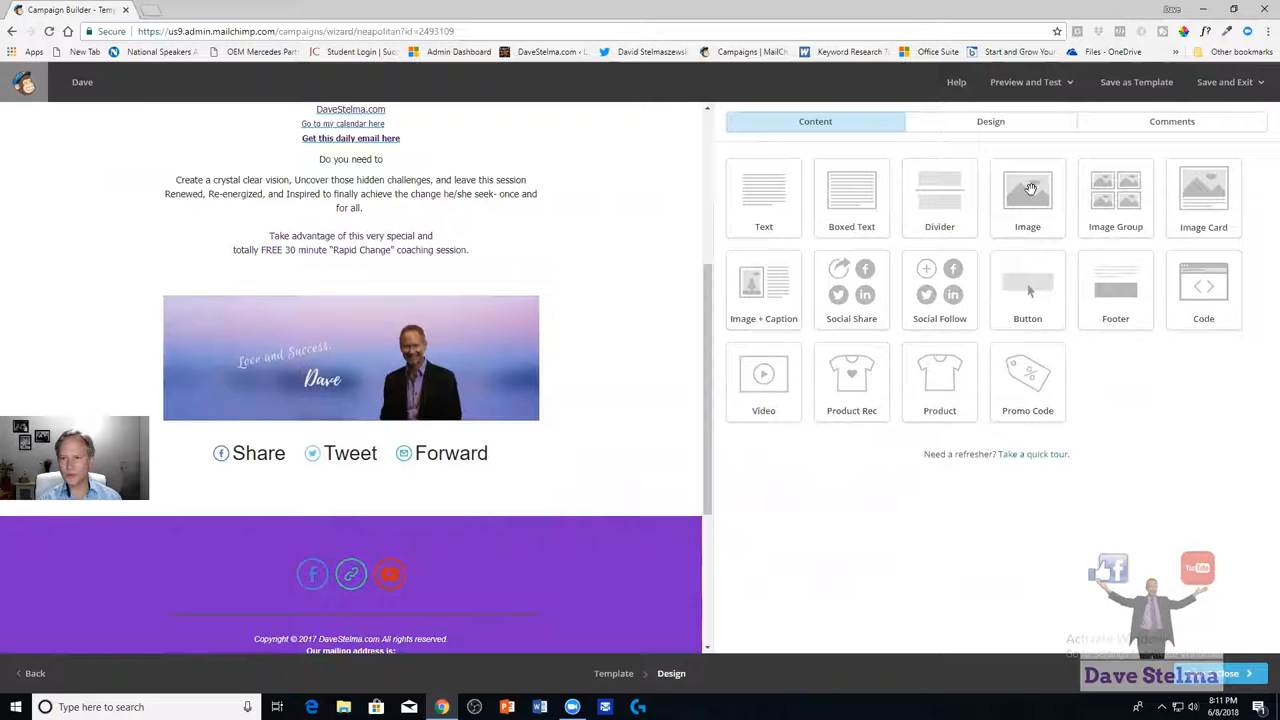 Campaign Builder - Tem
Dave
Secure
https://us9.admin.mailchimp.com/campaigns/wizard/neapolitan?id=2493109
Apps
New Tab
National Speakers A
OEM Mercedes Parts
Student Login | Sou
Admin Dashboard
DaveStelma.com ‹ L
David Stelmaszewsk
Campaigns | MailCh
Keyword Research T
Office Suite
Start and Grow Your
Files - OneDrive
Other bookmarks
Dave
Help
Preview and Test
Save as Template
Save and Exit
DaveStelma.com
Go to my calendar here
Get this daily email here
Do you need to
Create a crystal clear vision, Uncover those hidden challenges, and leave this session
Renewed, Re-energized, and Inspired to finally achieve the change he/she seek- once and
for all.
Take advantage of this very special and
totally FREE 30 minute "Rapid Change" coaching session.
Love and Success,
Dave
Share
Tweet
Forward
Copyright © 2017 DaveStelma.com All rights reserved.
Our mailing address is:
Content
Design
Comments
Text
Boxed Text
Divider
Image
Image Group
Image Card
Image + Caption
Social Share
Social Follow
Button
Footer
Code
Video
Product Rec
Product
Promo Code
Need a refresher? Take a quick tour.
You Tube
Activate Windows
Dave Stelma
Close
Back
Template
Design
Type here to search
8:11 PM
6/8/2018